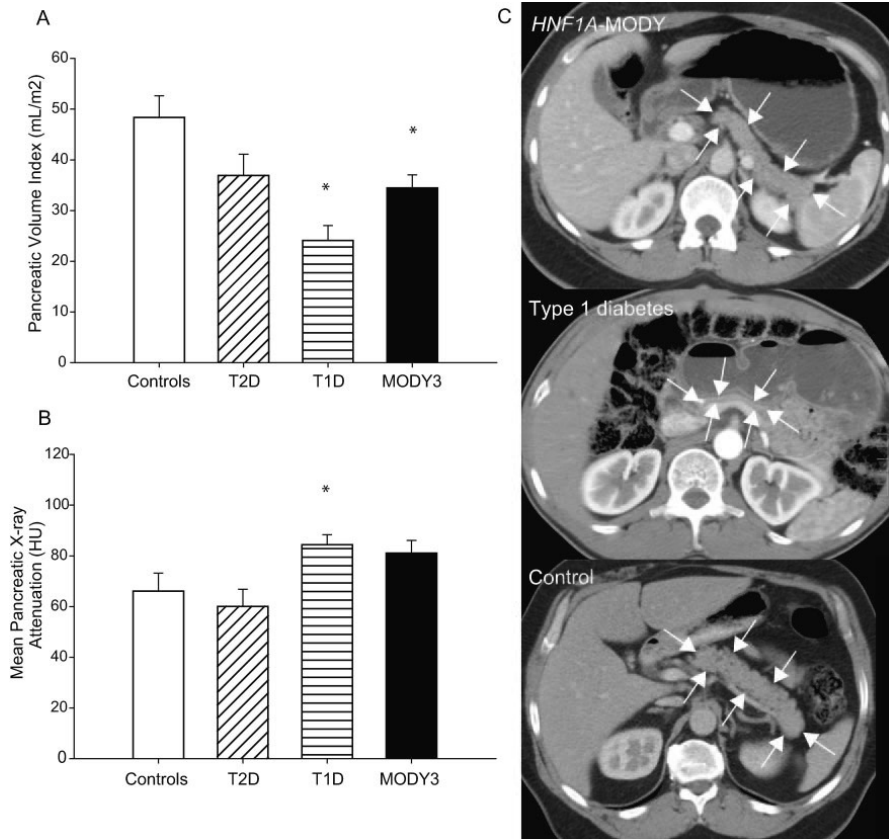 A
Pancreatic Volume Index (mL/m2)
60
50
40
30
20
10
0
*
*
Controls T2D T1D MODY3
B
Mean Pancreatic X-ray
Attenuation (HU)
120
100
80
60
40
20
0
*
Controls T2D T1D MODY3
C
HNF1A-MODY
Type 1 diabetes
Control